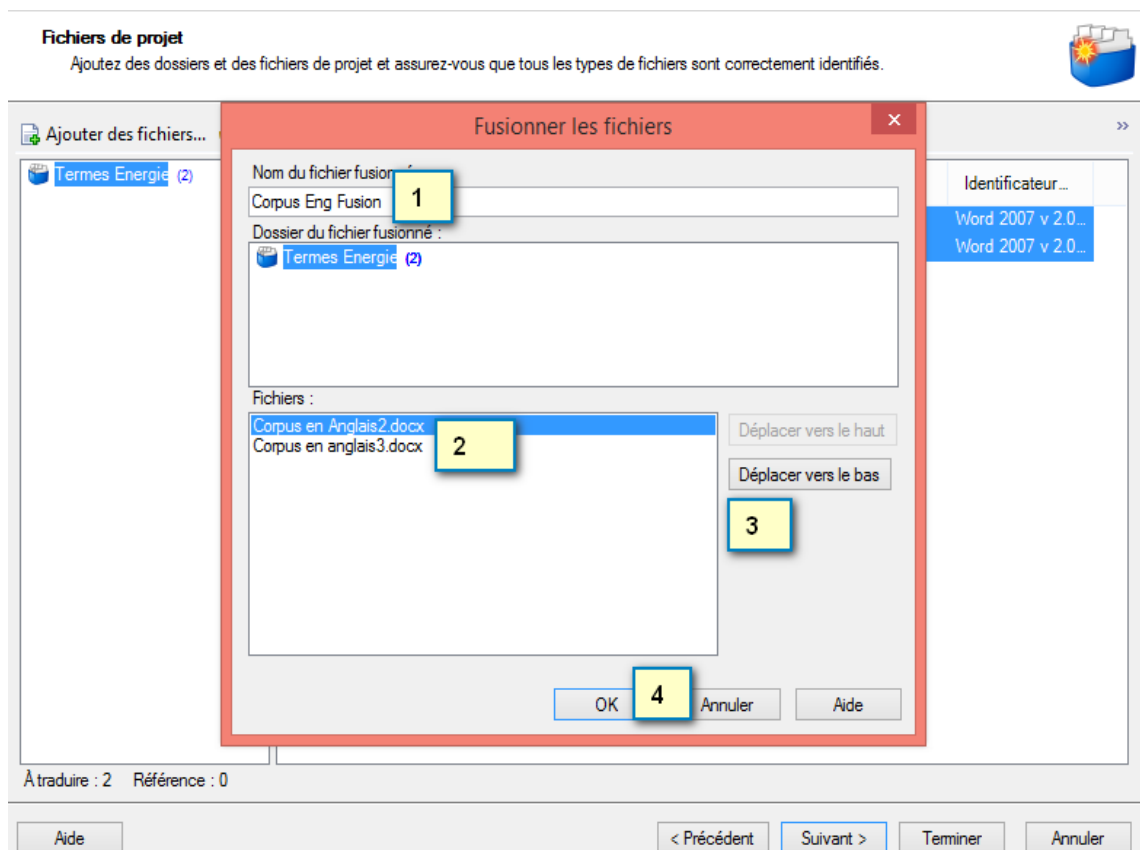 Fichiers de projet
Ajoutez des dossiers et des fichiers de projet et assurez-vous que tous les types de fichiers sont correctement identifiés.
Ajouter des fichiers...
Fusionner les fichiers
×
»
Termes Energie (2)
Nom du fichier
1
Corpus Eng Fusion
Dossier du fichier fusionné :
Termes Energie (2)
Identificateur...
Word 2007 v 2.0...
Word 2007 v 2.0...
Fichiers :
Corpus en Anglais2.docx
Corpus en anglais3.docx
2
Déplacer vers le haut
Déplacer vers le bas
3
OK
4
Annuler
Aide
À traduire : 2 Référence : 0
Aide
< Précédent
Suivant >
Terminer
Annuler